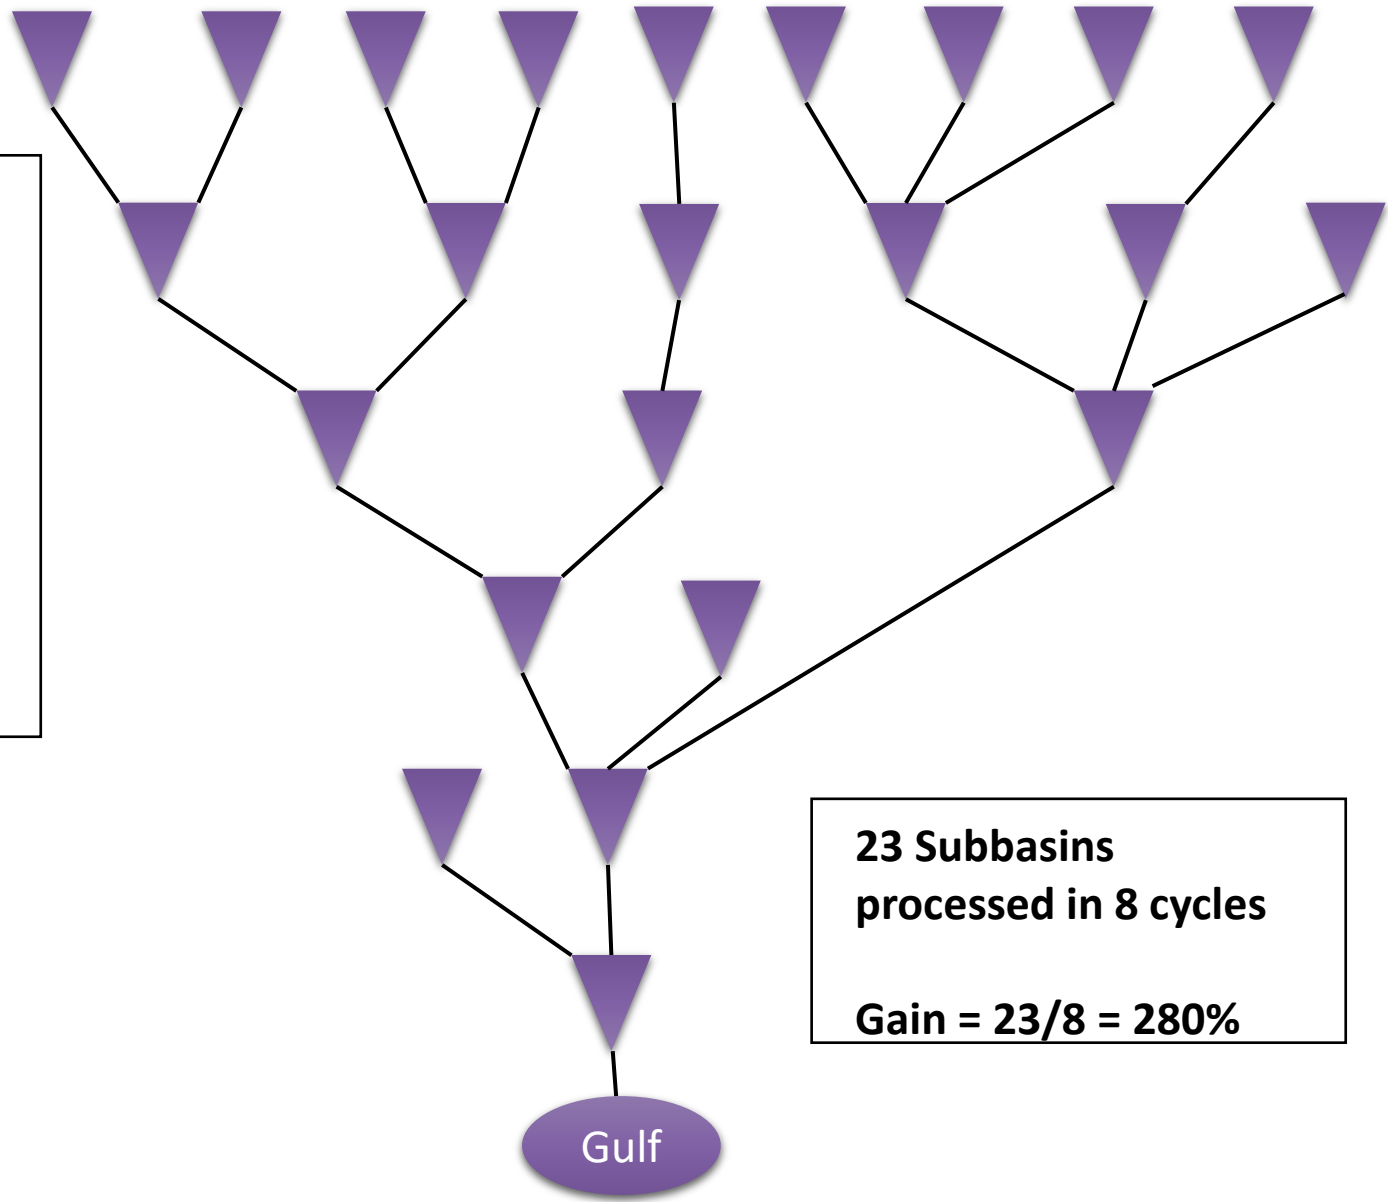 23 Subbasins
processed in 8 cycles
Gain = 23/8 = 280%
Gulf